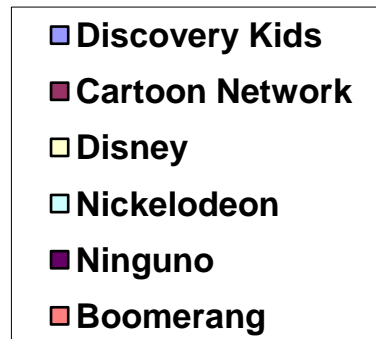 Discovery Kids
Cartoon Network
Disney
Nickelodeon
Ninguno
Boomerang